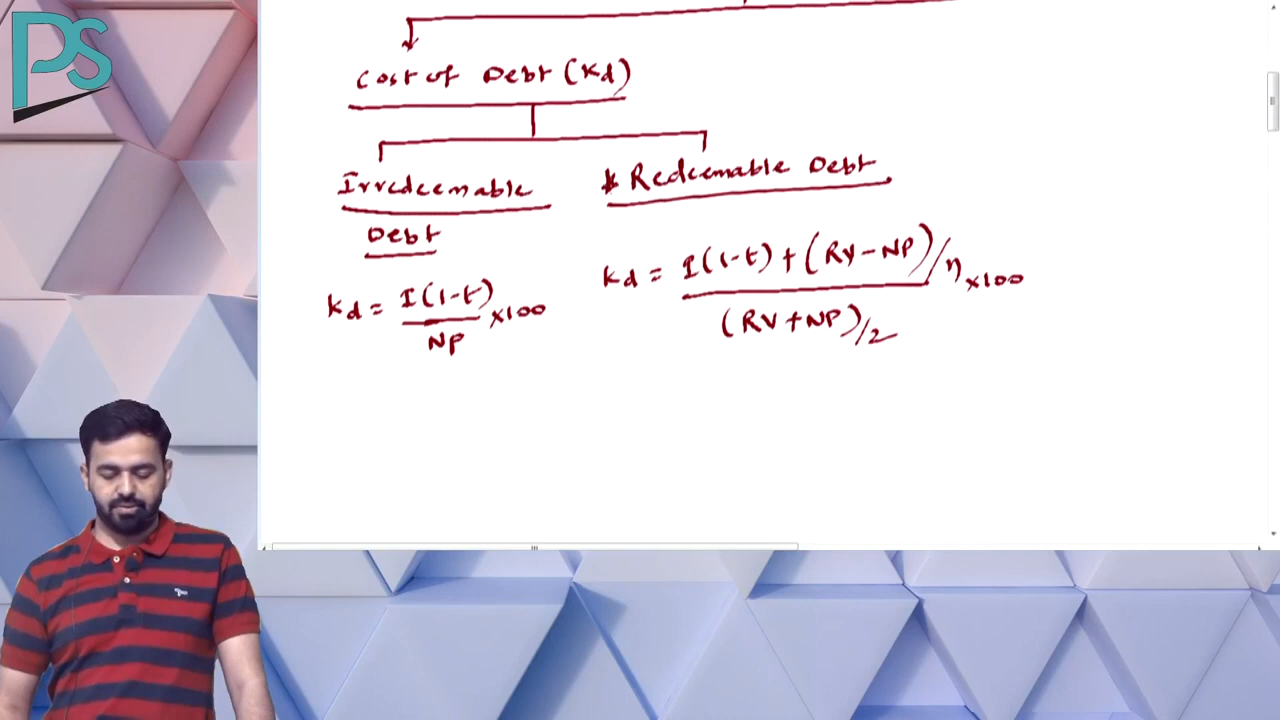 PS
Cost of Debt (Kd)
Irredeemable
Debt
Kd = I(1-t) / NP ×100
* Redeemable Debt
Kd = I(1-t) + (RV-NP)/n ×100
(RV+NP)/2